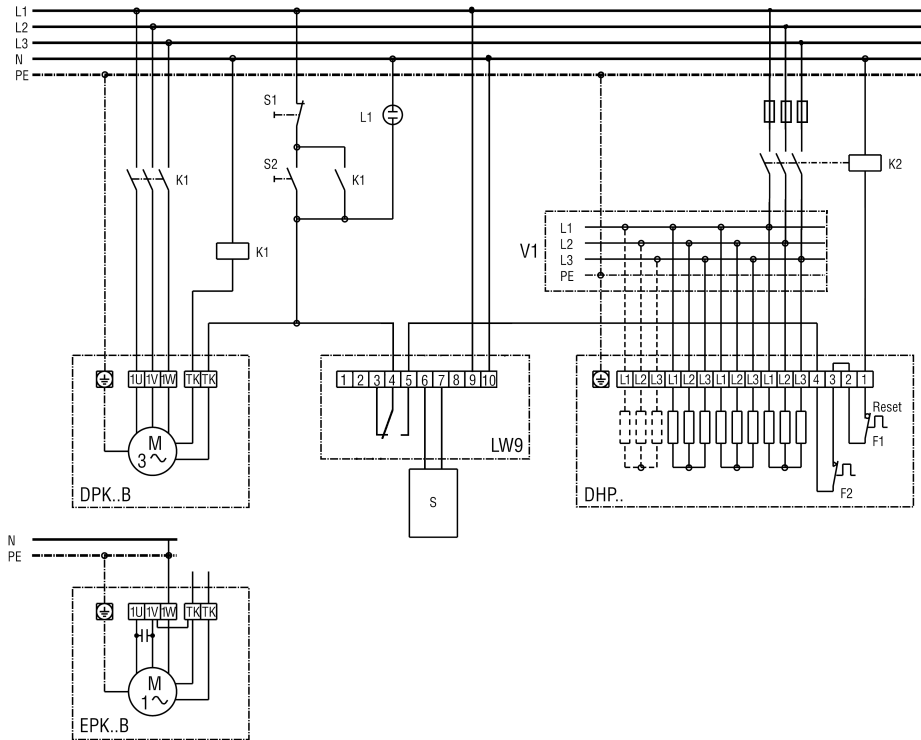 L1
L2
L3
N
PE
S1
L1
S2
K1
K1
K2
K1
V1
L1
L2
L3
PE
1U 1V 1W TK TK
1 2 3 4 5 6 7 8 9 10
L1 L2 L3 L1 L2 L3 L1 L2 L3 L1 L2 L3 4 3 2 1
Reset
F1
M
3 ~
LW9
F2
DPK..B
S
DHP..
N
PE
1U 1V 1W TK TK
M
1 ~
EPK..B